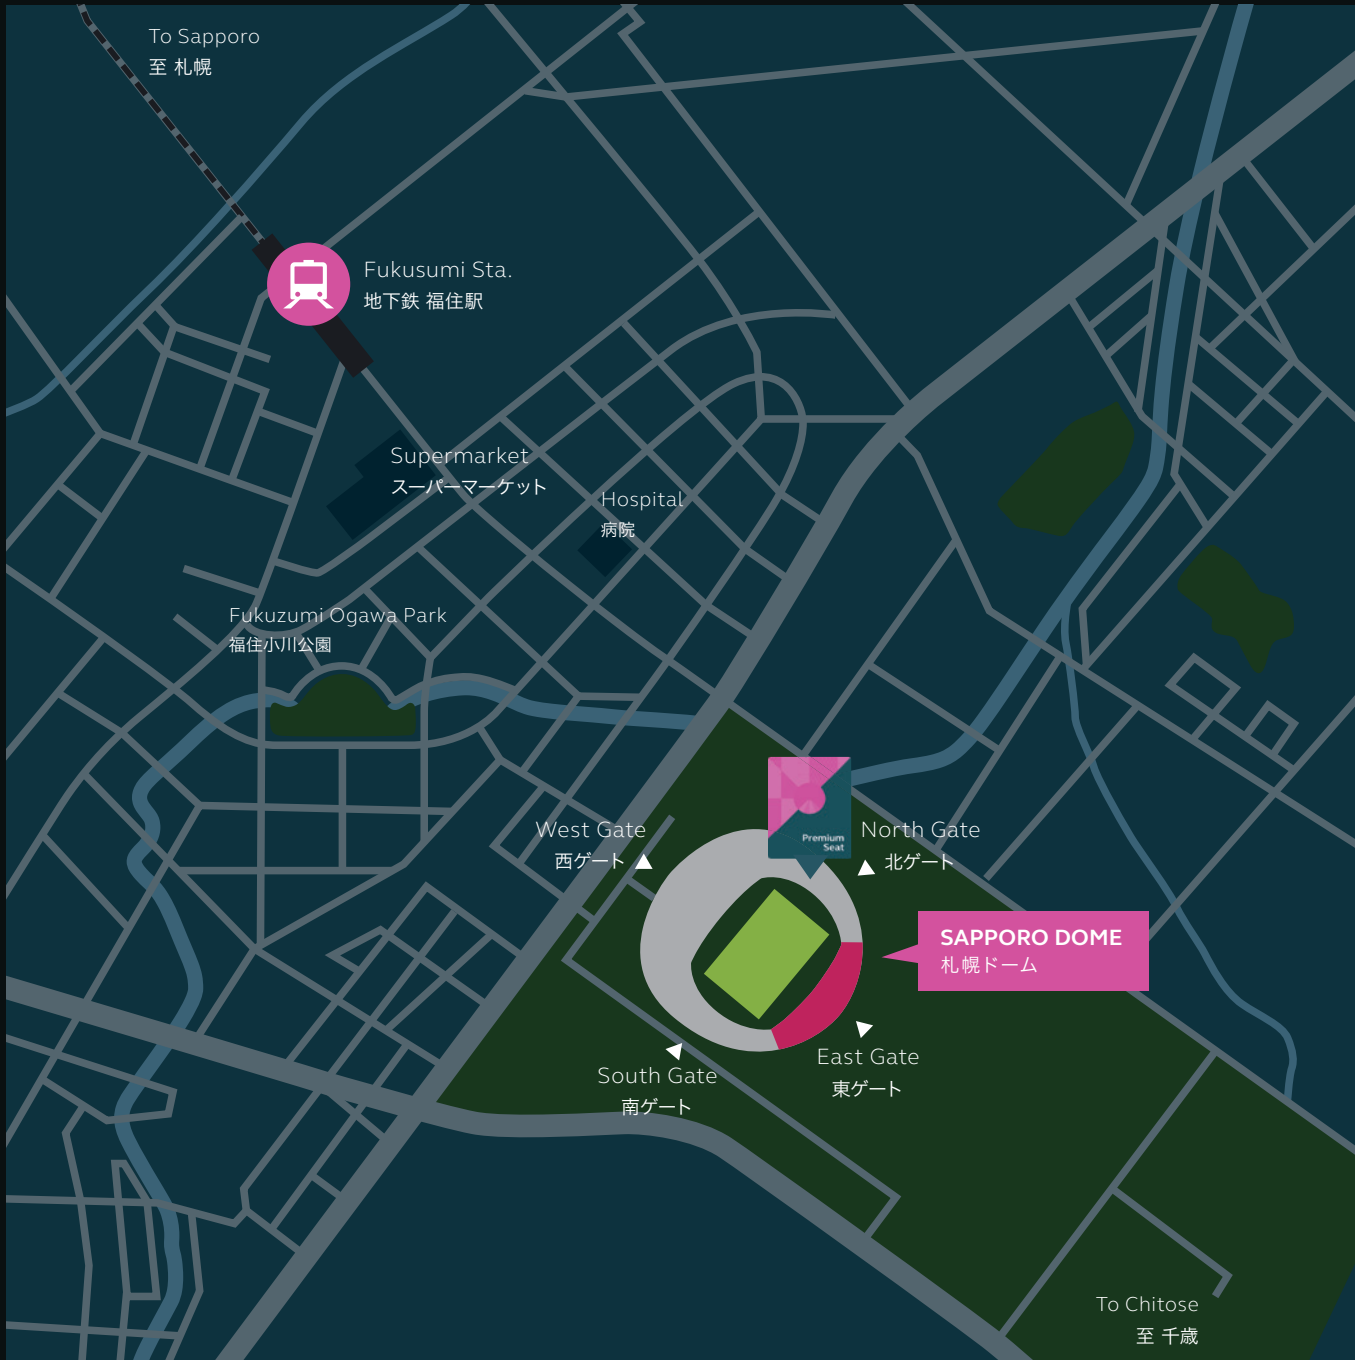 To Sapporo
至 札幌
Fukusumi Sta.
地下鉄 福住駅
Supermarket
スーパーマーケット
Hospital
病院
Fukuzumi Ogawa Park
福住小川公園
Premium
Seat
West Gate
西ゲート
North Gate
北ゲート
SAPPORO DOME
札幌ドーム
East Gate
東ゲート
South Gate
南ゲート
To Chitose
至 千歳